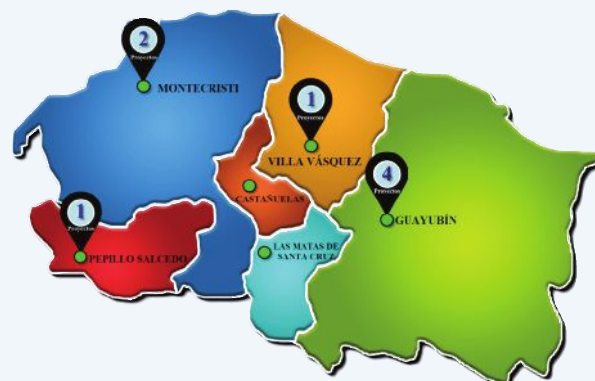 2
Proyectos
MONTECRISTI
1
Proyectos
VILLA VÁSQUEZ
CASTAÑUELAS
4
Proyectos
GUAYUBÍN
1
Proyectos
PEPILLO SALCEDO
LAS MATAS DE
SANTA CRUZ